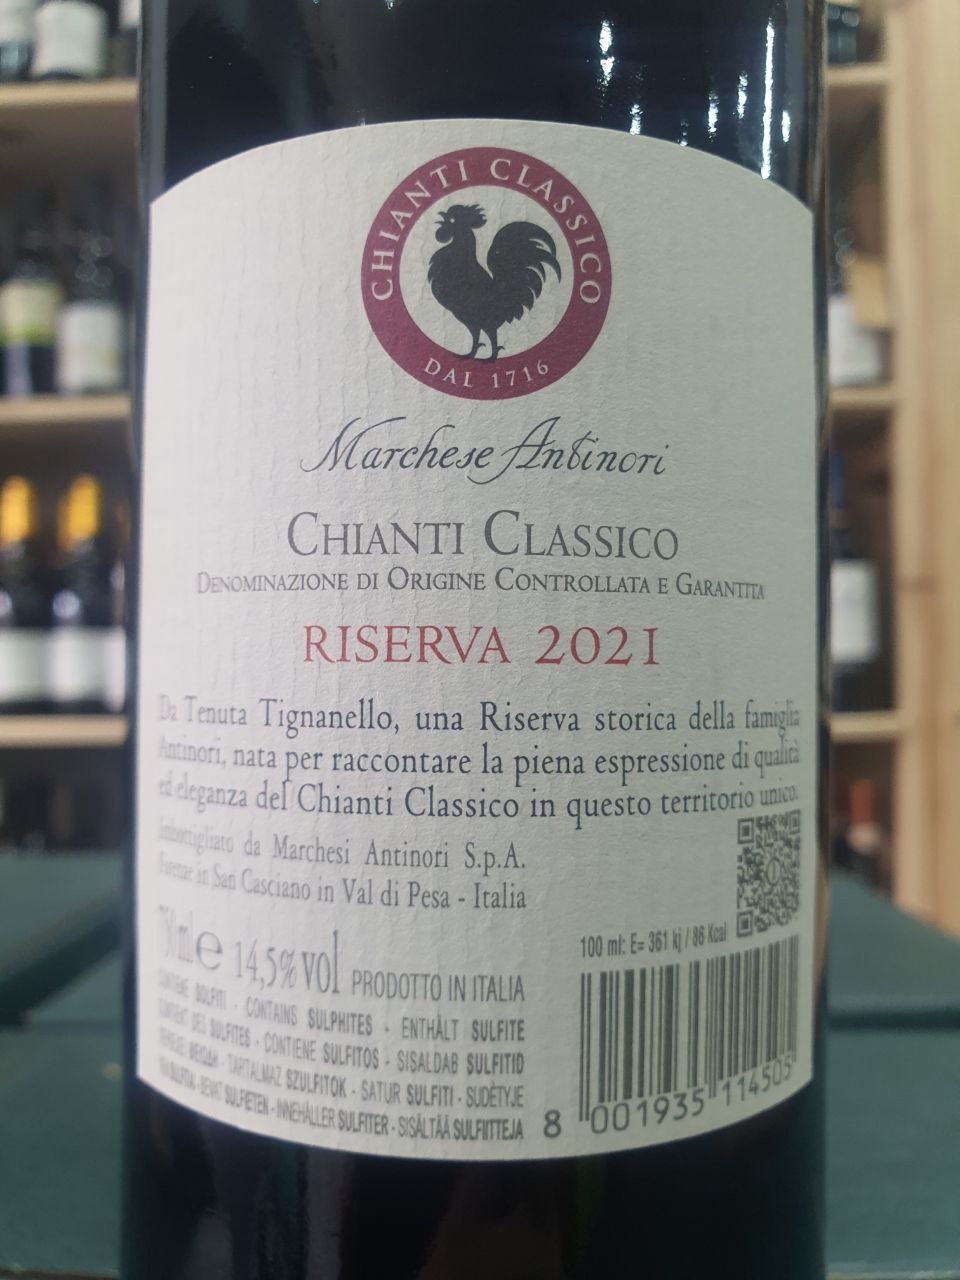 CHIANTI CLASSICO
DAL 1716
Marchese Antinori
CHIANTI CLASSICO
DENOMINAZIONE DI ORIGINE CONTROLLATA E GARANTITA
RISERVA 2021
Da Tenuta Tignanello, una Riserva storica della famiglia
Antinori, nata per raccontare la piena espressione di qualità
ed eleganza del Chianti Classico in questo territorio unico.
Imbottigliato da Marchesi Antinori S.p.A.
Firenze in San Casciano in Val di Pesa - Italia
750ml e 14,5% vol PRODOTTO IN ITALIA
100 ml: E= 361 kj / 86 Kcal
CONTIENE SOLFITI - CONTAINS SULPHITES - ENTHÄLT SULFITE
CONTIENT DES SULFITES - CONTIENE SULFITOS - SISALDAB SULFITID
- TARTALMAZ SZULFITOK - SATUR SULFITI - SUDĖTYJE
- BEVAT SULFIETEN - INNEHÅLLER SULFITER - SISÄLTÄÄ SULFIITTEJA
8 001935 114505